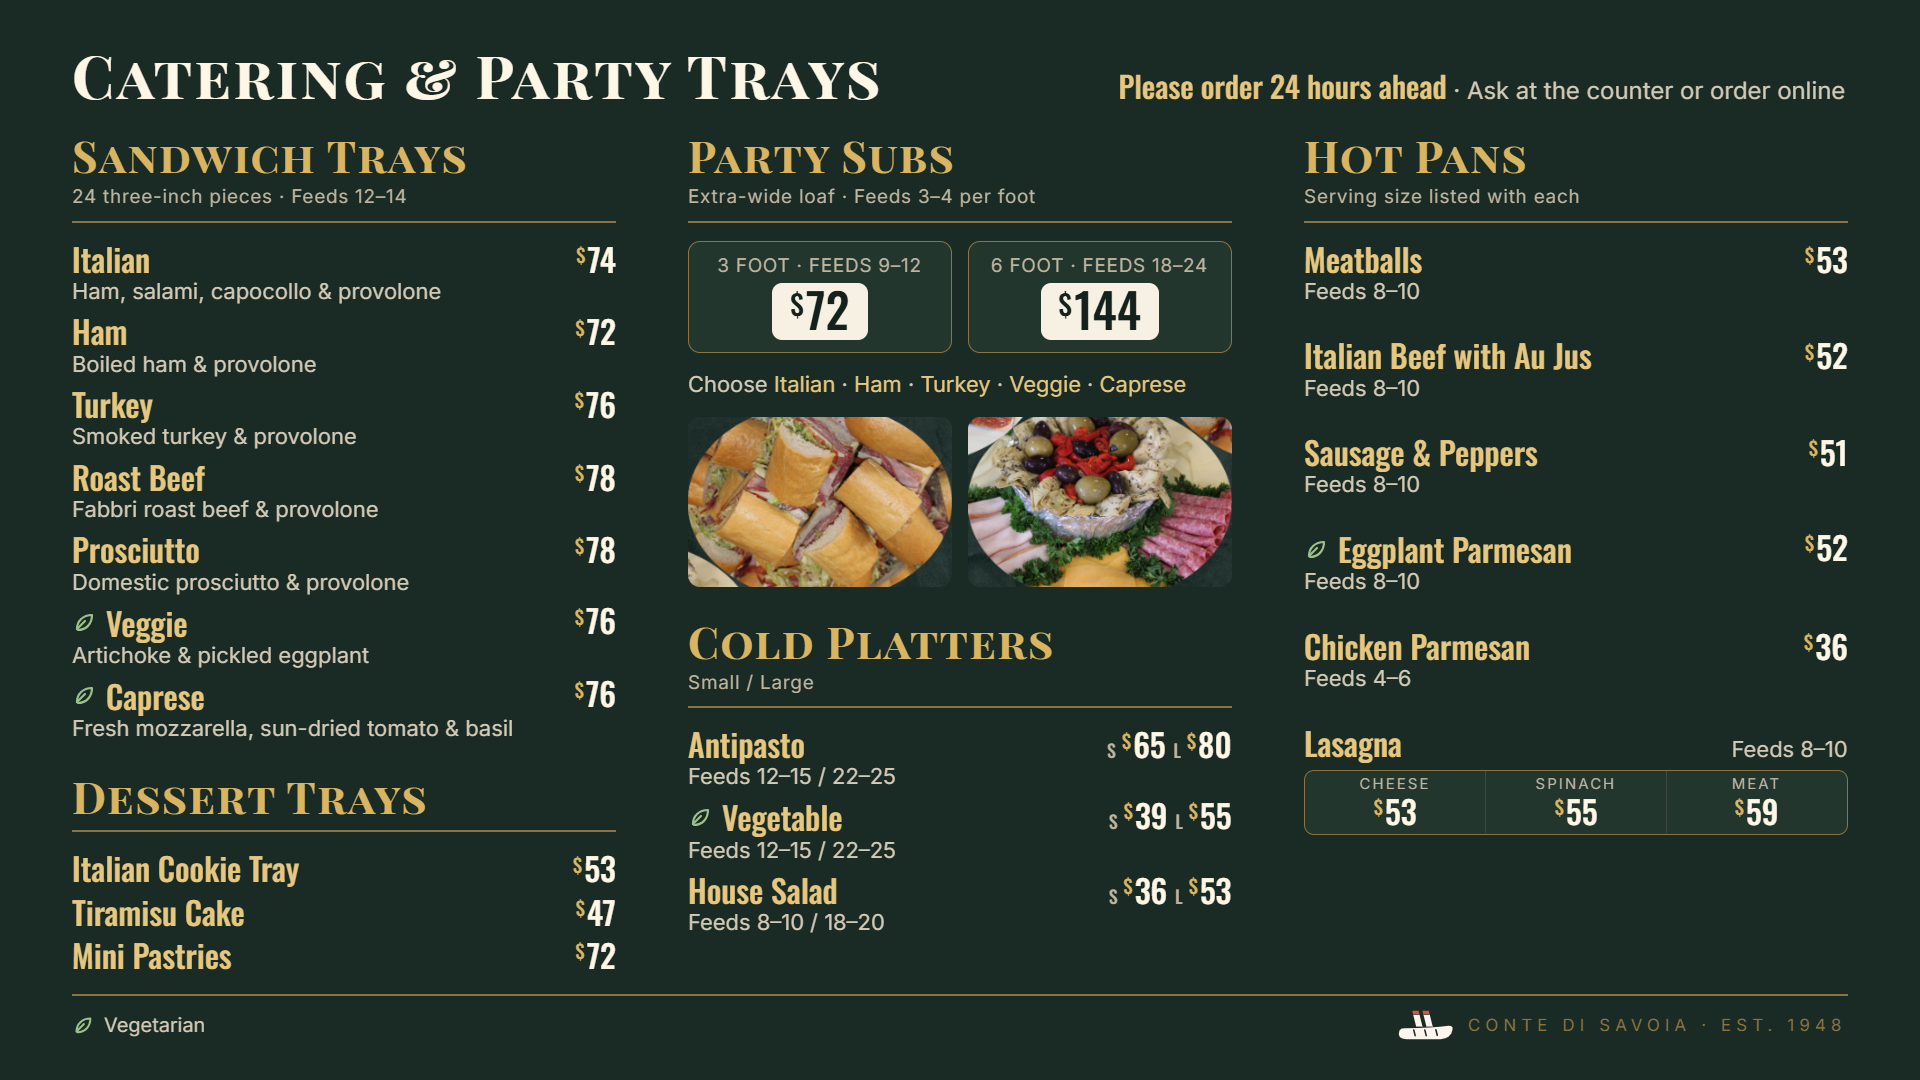 Catering & Party Trays
Please order 24 hours ahead · Ask at the counter or order online
Sandwich Trays
24 three-inch pieces · Feeds 12–14
Italian $74
Ham, salami, capocollo & provolone
Ham $72
Boiled ham & provolone
Turkey $76
Smoked turkey & provolone
Roast Beef $78
Fabbri roast beef & provolone
Prosciutto $78
Domestic prosciutto & provolone
Veggie $76
Artichoke & pickled eggplant
Caprese $76
Fresh mozzarella, sun-dried tomato & basil
Dessert Trays
Italian Cookie Tray $53
Tiramisu Cake $47
Mini Pastries $72
Party Subs
Extra-wide loaf · Feeds 3–4 per foot
3 FOOT · FEEDS 9–12
$72
6 FOOT · FEEDS 18–24
$144
Choose Italian · Ham · Turkey · Veggie · Caprese
Cold Platters
Small / Large
Antipasto S $65 L $80
Feeds 12–15 / 22–25
Vegetable S $39 L $55
Feeds 12–15 / 22–25
House Salad S $36 L $53
Feeds 8–10 / 18–20
Hot Pans
Serving size listed with each
Meatballs $53
Feeds 8–10
Italian Beef with Au Jus $52
Feeds 8–10
Sausage & Peppers $51
Feeds 8–10
Eggplant Parmesan $52
Feeds 8–10
Chicken Parmesan $36
Feeds 4–6
Lasagna Feeds 8–10
CHEESE SPINACH MEAT
$53 $55 $59
Vegetarian
CONTE DI SAVOIA · EST. 1948